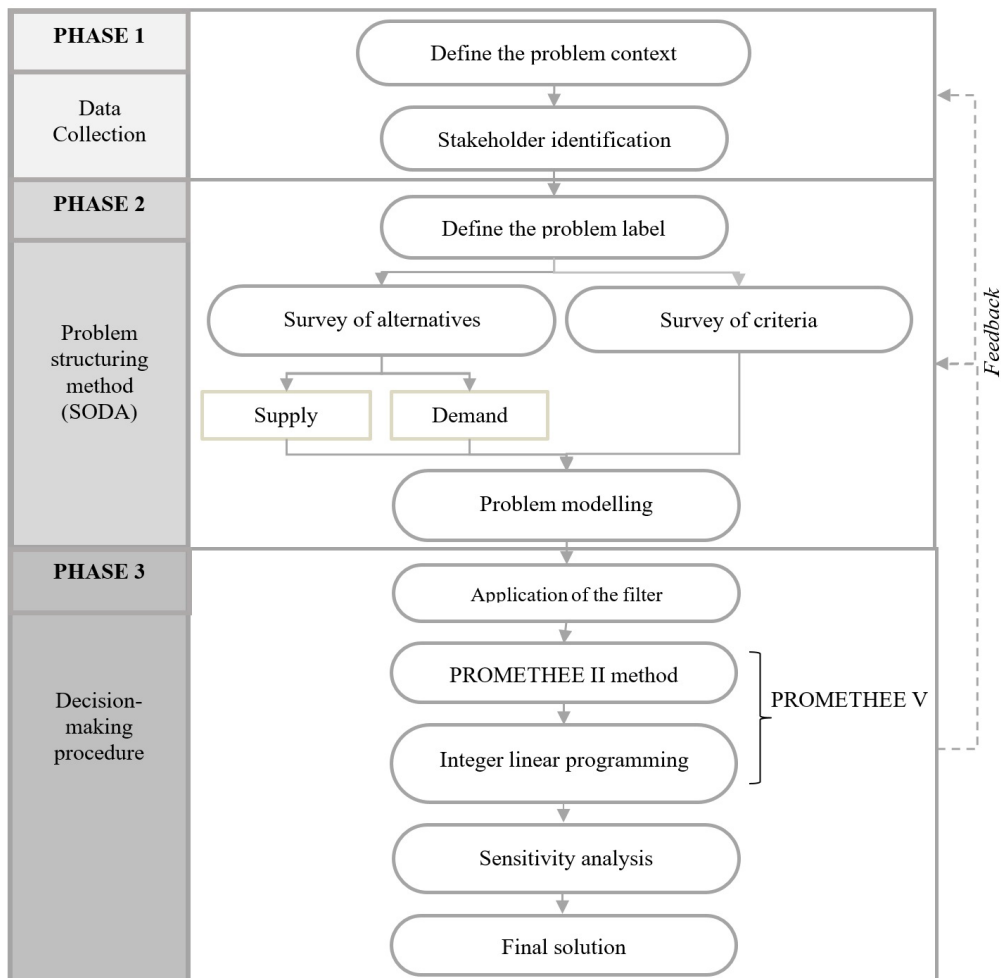 PHASE 1
Define the problem context
Data
Collection
Stakeholder identification
PHASE 2
Define the problem label
Problem
structuring
method
(SODA)
Survey of alternatives
Survey of criteria
Supply
Demand
Problem modelling
Feedback
PHASE 3
Application of the filter
Decision-
making
procedure
PROMETHEE II method
PROMETHEE V
Integer linear programming
Sensitivity analysis
Final solution